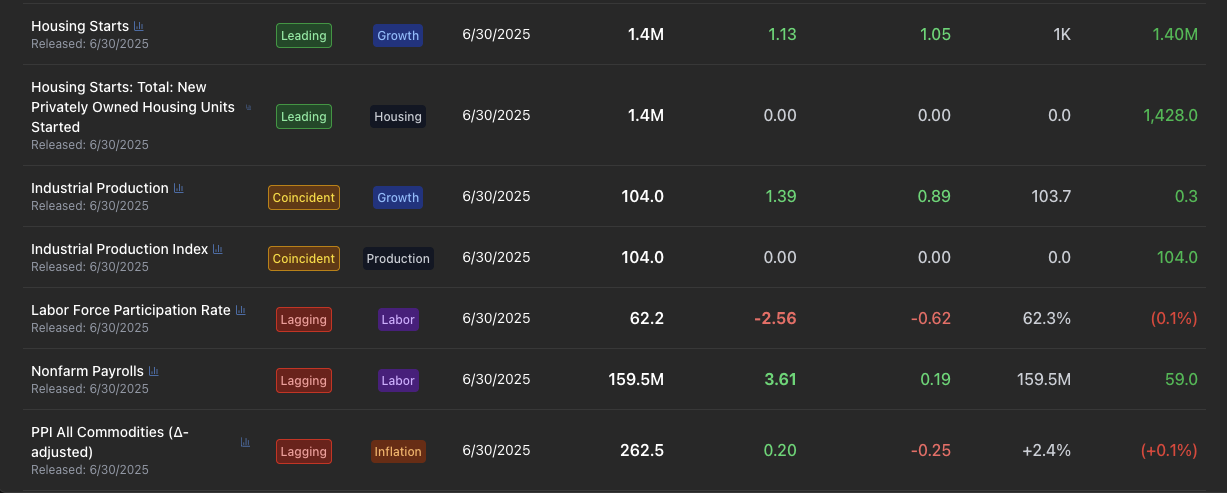 Housing Starts
Released: 6/30/2025
Leading Growth 6/30/2025 1.4M 1.13 1.05 1K 1.40M
Housing Starts: Total: New
Privately Owned Housing Units
Started
Released: 6/30/2025
Leading Housing 6/30/2025 1.4M 0.00 0.00 0.0 1,428.0
Industrial Production
Released: 6/30/2025
Coincident Growth 6/30/2025 104.0 1.39 0.89 103.7 0.3
Industrial Production Index
Released: 6/30/2025
Coincident Production 6/30/2025 104.0 0.00 0.00 0.0 104.0
Labor Force Participation Rate
Released: 6/30/2025
Lagging Labor 6/30/2025 62.2 -2.56 -0.62 62.3% (0.1%)
Nonfarm Payrolls
Released: 6/30/2025
Lagging Labor 6/30/2025 159.5M 3.61 0.19 159.5M 59.0
PPI All Commodities (Δ-
adjusted)
Released: 6/30/2025
Lagging Inflation 6/30/2025 262.5 0.20 -0.25 +2.4% (+0.1%)